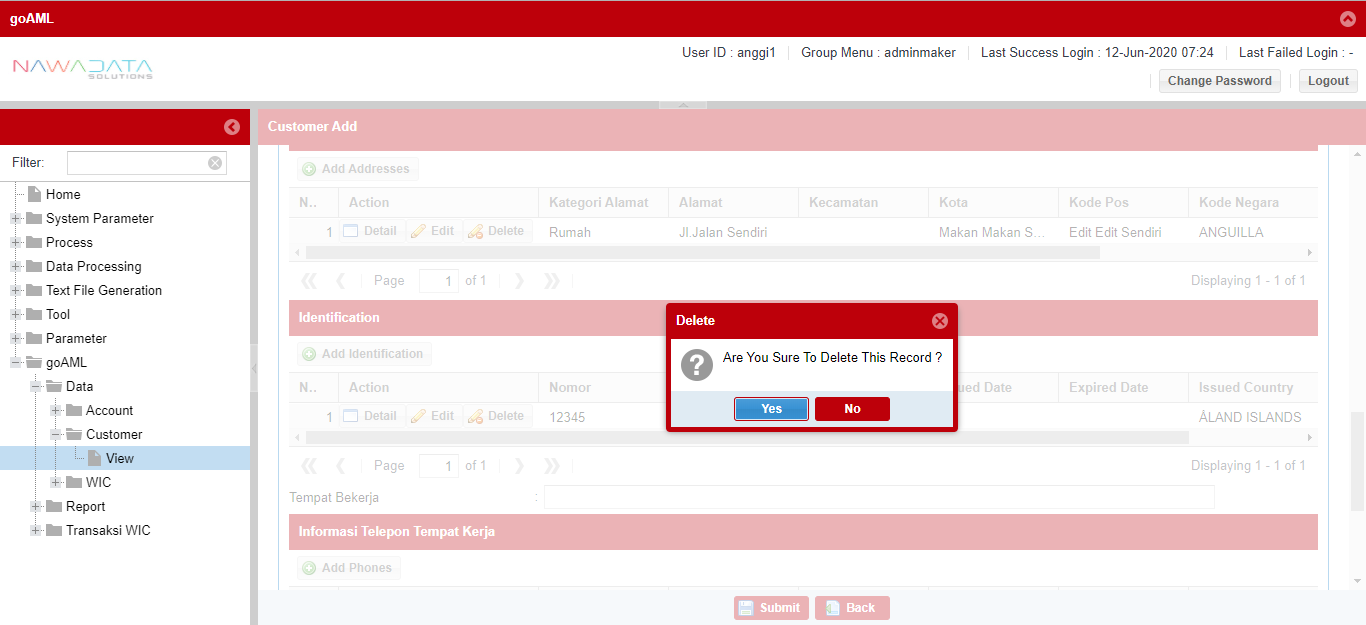 goAML
NAWADATA
SOLUTIONS
User ID : anggi1
Group Menu : adminmaker
Last Success Login : 12-Jun-2020 07:24
Last Failed Login : -
Change Password
Logout
Filter:
Home
System Parameter
Process
Data Processing
Text File Generation
Tool
Parameter
goAML
Data
Account
Customer
View
WIC
Report
Transaksi WIC
Customer Add
Add Addresses
N.. Action Kategori Alamat Alamat Kecamatan Kota Kode Pos Kode Negara
1 Detail Edit Delete Rumah Jl.Jalan Sendiri Makan Makan S... Edit Edit Sendiri ANGUILLA
Page 1 of 1 Displaying 1 - 1 of 1
Identification
Add Identification
N.. Action Nomor ued Date Expired Date Issued Country
1 Detail Edit Delete 12345 ÅLAND ISLANDS
Page 1 of 1 Displaying 1 - 1 of 1
Tempat Bekerja :
Informasi Telepon Tempat Kerja
Add Phones
Submit
Back
Delete
Are You Sure To Delete This Record ?
Yes
No